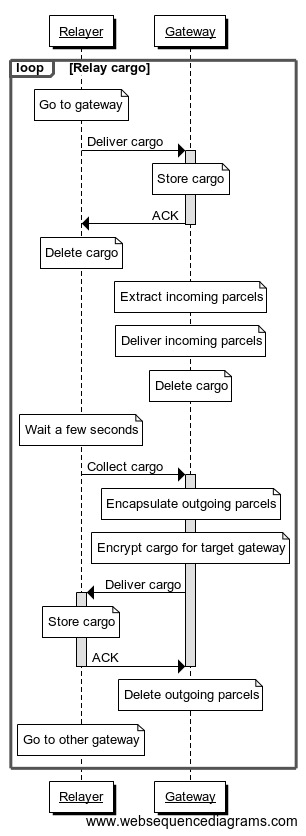 Relayer
Gateway
loop
[Relay cargo]
Go to gateway
Deliver cargo
Store cargo
ACK
Delete cargo
Extract incoming parcels
Deliver incoming parcels
Delete cargo
Wait a few seconds
Collect cargo
Encapsulate outgoing parcels
Encrypt cargo for target gateway
Deliver cargo
Store cargo
ACK
Delete outgoing parcels
Go to other gateway
Relayer
Gateway
www.websequencediagrams.com